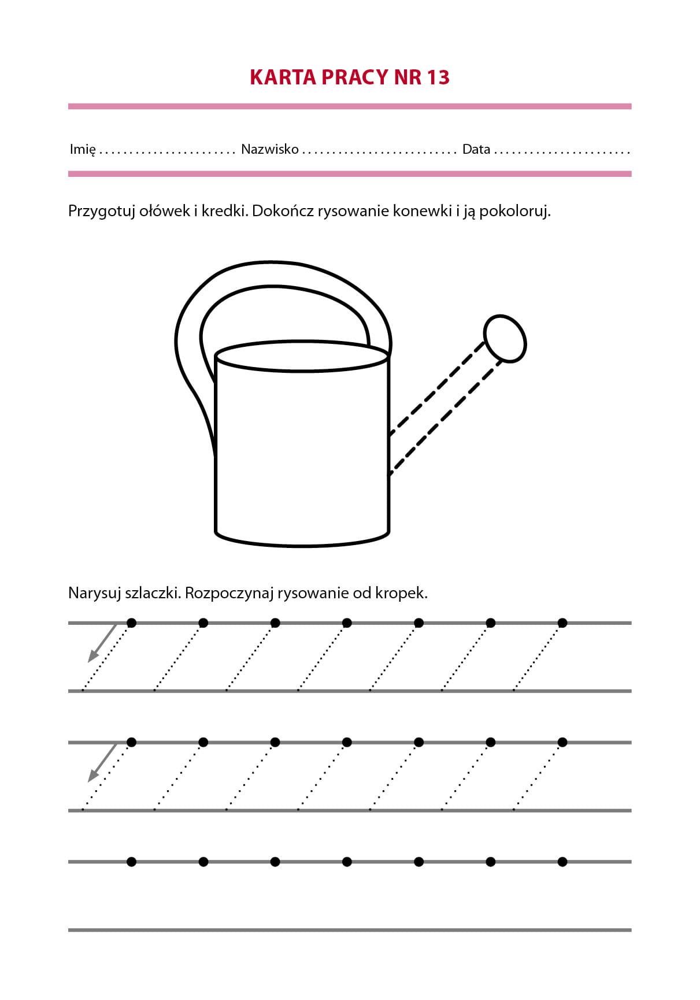 KARTA PRACY NR 13
Imię ....................... Nazwisko .......................... Data .......................
Przygotuj ołówek i kredki. Dokończ rysowanie konewki i ją pokoloruj.
Narysuj szlaczki. Rozpoczynaj rysowanie od kropek.